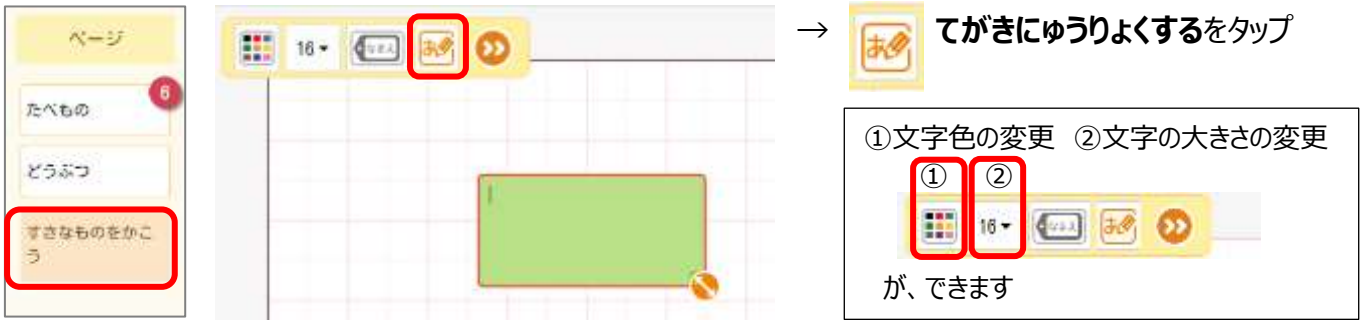 ページ
たべもの
6
どうぶつ
すきなものをかこ
う
16
なまえ
あ
→ あ てがきにゅうりょくするをタップ
①文字色の変更 ②文字の大きさの変更
① ②
16
なまえ
あ
が、できます